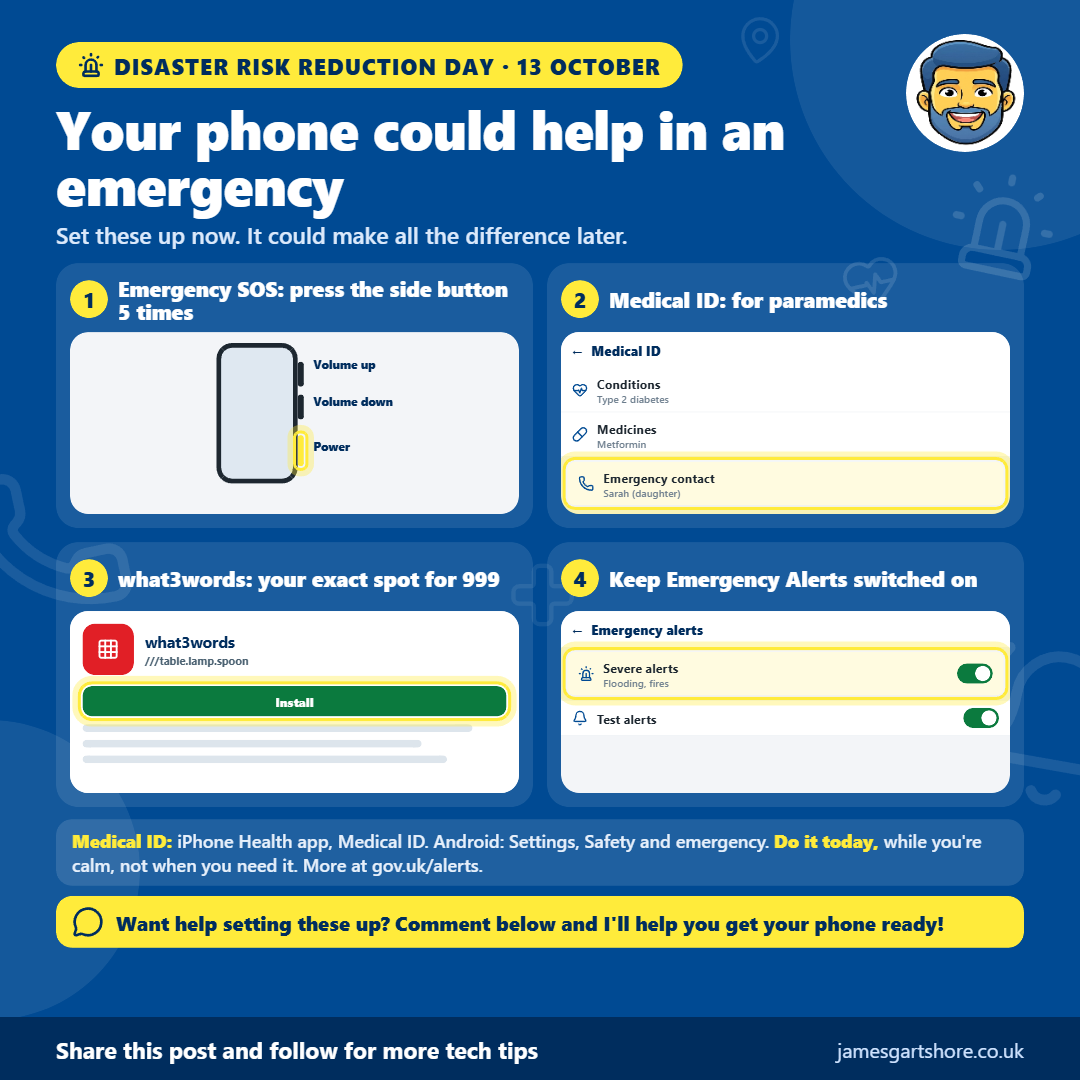 DISASTER RISK REDUCTION DAY · 13 OCTOBER
Your phone could help in an
emergency
Set these up now. It could make all the difference later.
1
Emergency SOS: press the side button
5 times
Volume up
Volume down
Power
2
Medical ID: for paramedics
← Medical ID
Conditions
Type 2 diabetes
Medicines
Metformin
Emergency contact
Sarah (daughter)
3
what3words: your exact spot for 999
what3words
///table.lamp.spoon
Install
4
Keep Emergency Alerts switched on
← Emergency alerts
Severe alerts
Flooding, fires
Test alerts
Medical ID: iPhone Health app, Medical ID. Android: Settings, Safety and emergency. Do it today, while you're
calm, not when you need it. More at gov.uk/alerts.
Want help setting these up? Comment below and I'll help you get your phone ready!
Share this post and follow for more tech tips
jamesgartshore.co.uk